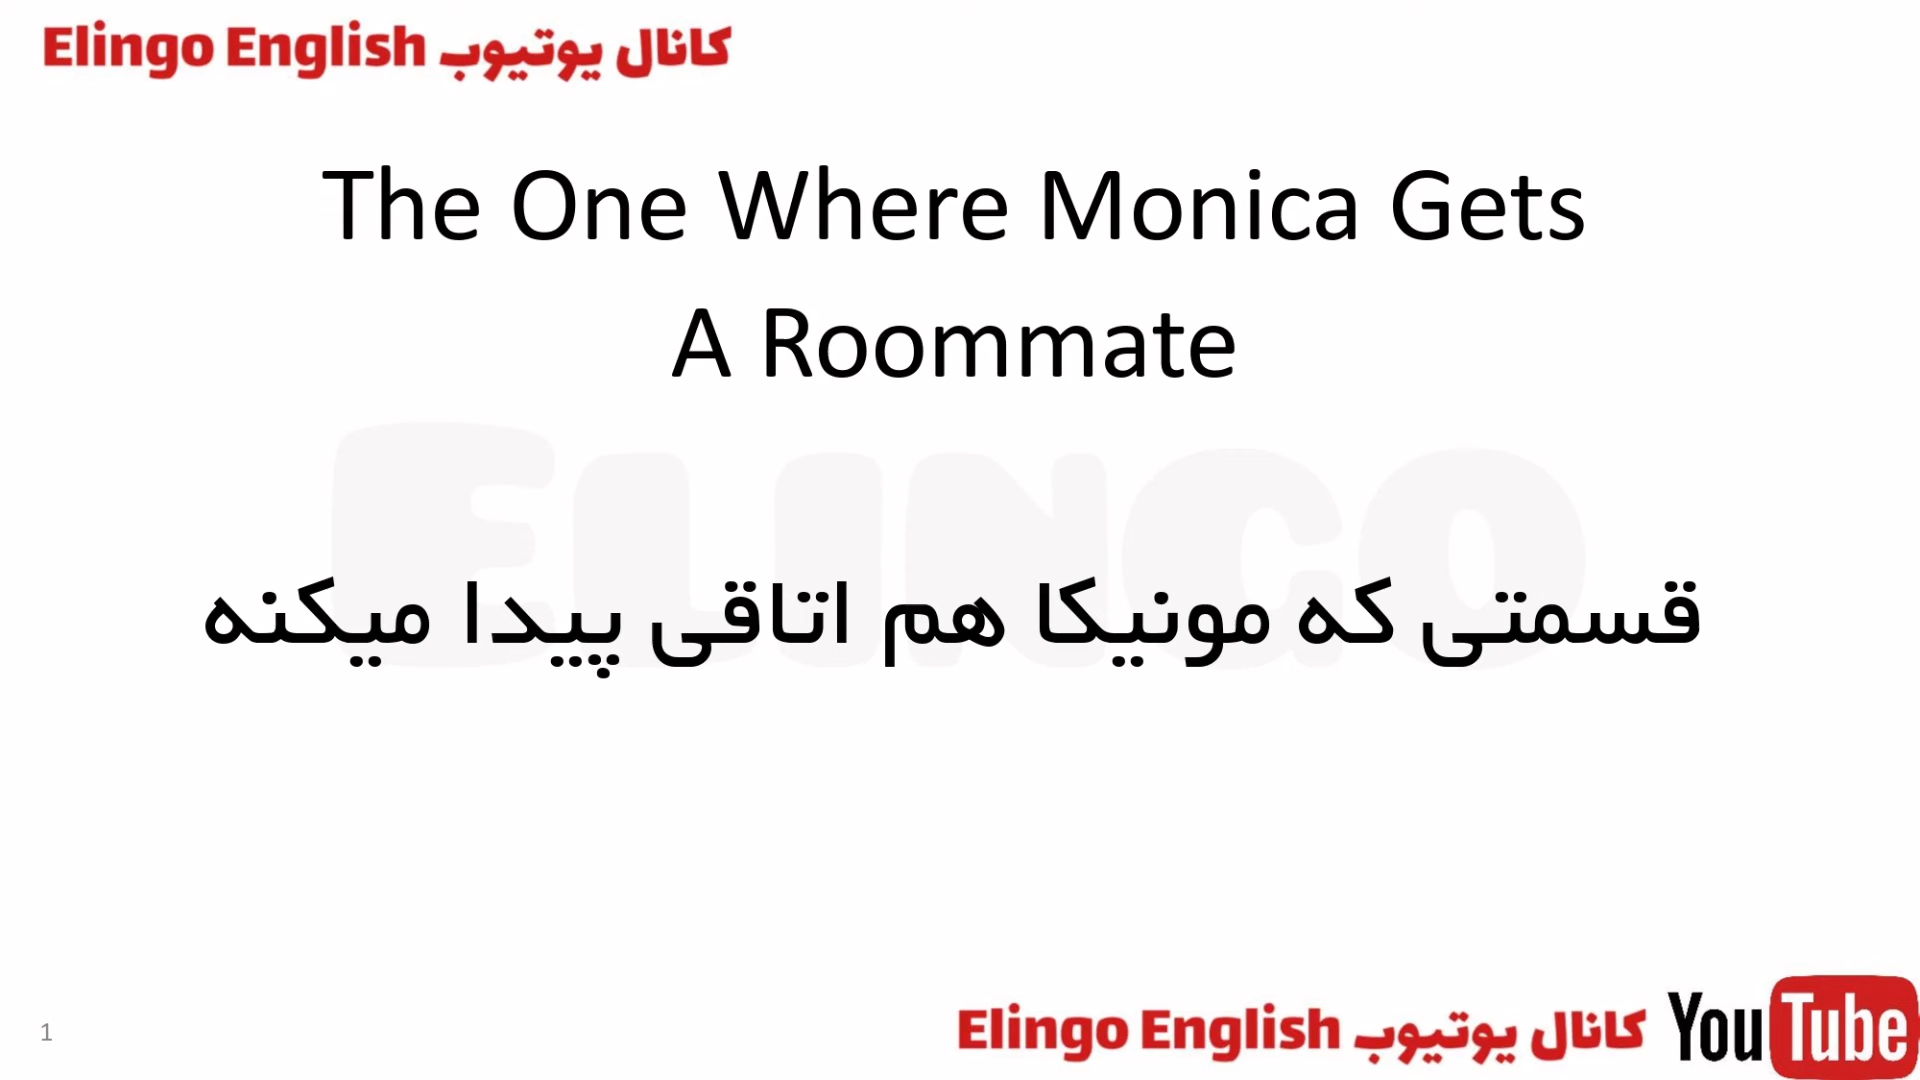 Elingo English کانال یوتیوب
The One Where Monica Gets
A Roommate
ELINGO
قسمتی که مونیکا هم اتاقی پیدا میکنه
1
Elingo English کانال یوتیوب YouTube